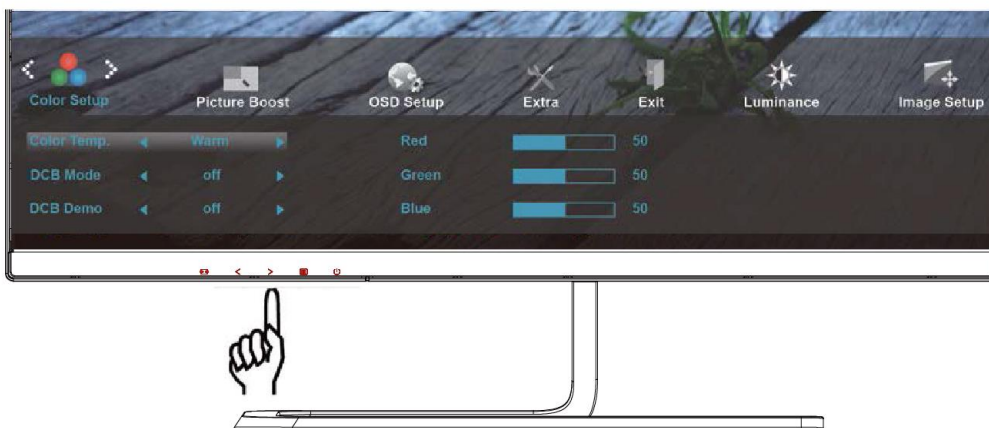 Color Setup Picture Boost OSD Setup Extra Exit Luminance Image Setup
Color Temp. Warm Red 50
DCB Mode off Green 50
DCB Demo off Blue 50